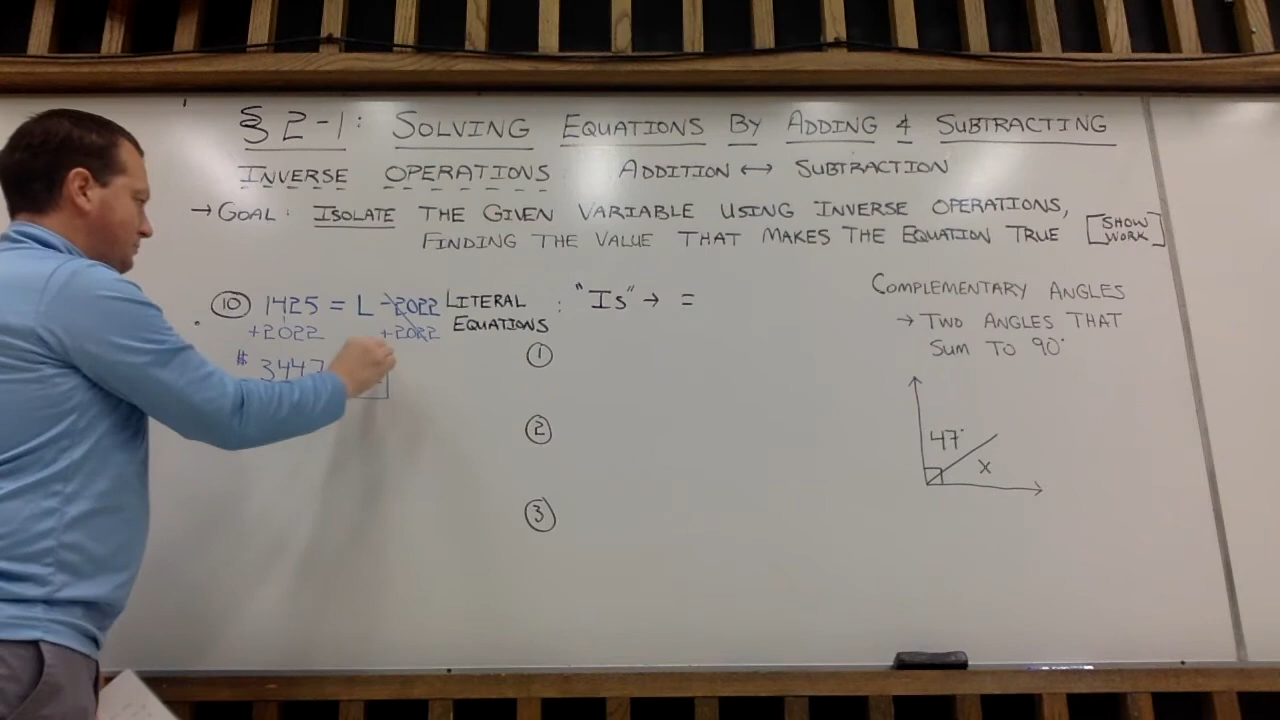 § 2-1: SOLVING EQUATIONS BY ADDING & SUBTRACTING
INVERSE OPERATIONS: ADDITION ↔ SUBTRACTION
→ GOAL: ISOLATE THE GIVEN VARIABLE USING INVERSE OPERATIONS,
FINDING THE VALUE THAT MAKES THE EQUATION TRUE [SHOW WORK]
⑩ 1425 = L - 2022
+2022 +2022
$ 3447
LITERAL
EQUATIONS : "IS" → =
①
②
③
COMPLEMENTARY ANGLES
→ TWO ANGLES THAT
SUM TO 90°
47°
x